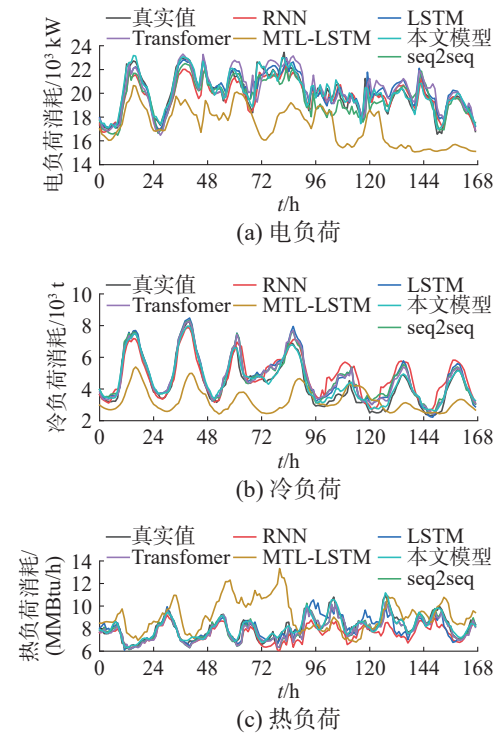 真实值 RNN LSTM
Transfomer MTL-LSTM 本文模型
seq2seq
电负荷消耗/10³ kW
24
22
20
18
16
14
0 24 48 72 96 120 144 168
t/h
(a) 电负荷
真实值 RNN LSTM
Transfomer MTL-LSTM 本文模型
seq2seq
冷负荷消耗/10³ t
10
8
6
4
2
0 24 48 72 96 120 144 168
t/h
(b) 冷负荷
真实值 RNN LSTM
Transfomer MTL-LSTM 本文模型
seq2seq
热负荷消耗/
(MMBtu/h)
14
12
10
8
6
0 24 48 72 96 120 144 168
t/h
(c) 热负荷